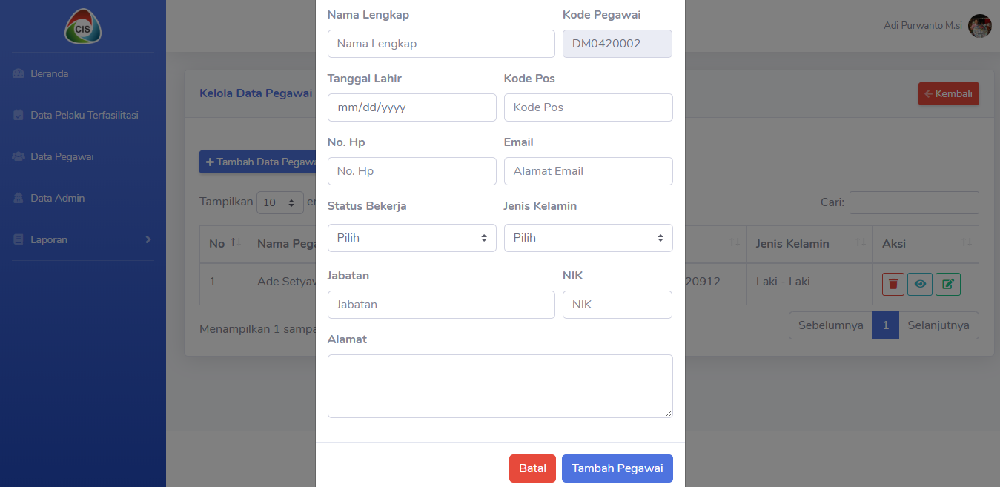 CIS
Beranda
Data Pelaku Terfasilitasi
Data Pegawai
Data Admin
Laporan
Adi Purwanto M.si
Kelola Data Pegawai
Kembali
Tambah Data Pegawa
Tampilkan 10 en
Cari:
No Nama Pega Jenis Kelamin Aksi
1 Ade Setyaw 20912 Laki - Laki
Menampilkan 1 sampa
Sebelumnya 1 Selanjutnya
Nama Lengkap Kode Pegawai
Nama Lengkap DM0420002
Tanggal Lahir Kode Pos
mm/dd/yyyy Kode Pos
No. Hp Email
No. Hp Alamat Email
Status Bekerja Jenis Kelamin
Pilih Pilih
Jabatan NIK
Jabatan NIK
Alamat
Batal Tambah Pegawai